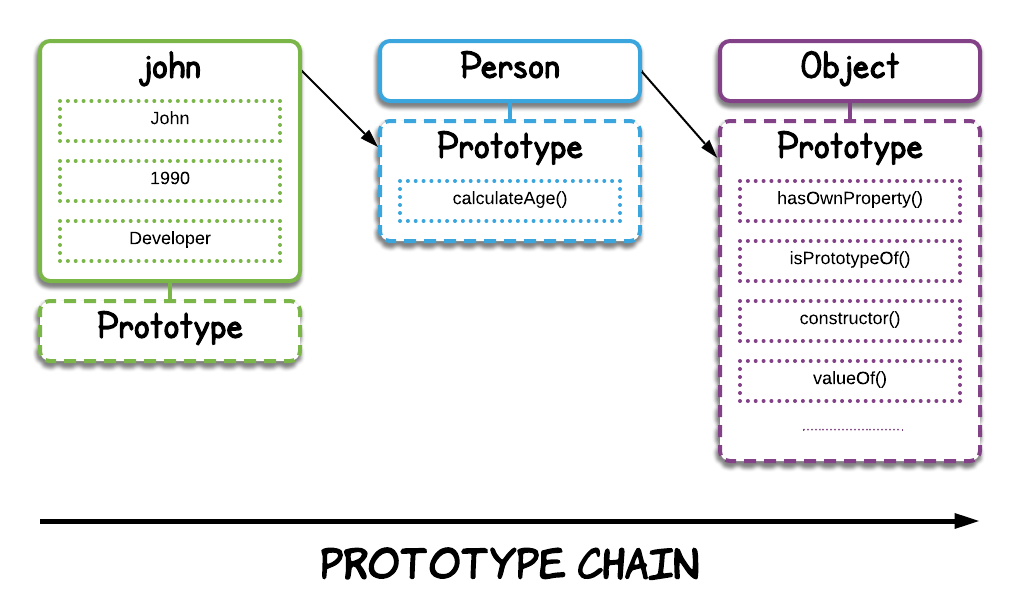 john
John
1990
Developer
Prototype
Person
Prototype
calculateAge()
Object
Prototype
hasOwnProperty()
isPrototypeOf()
constructor()
valueOf()
PROTOTYPE CHAIN